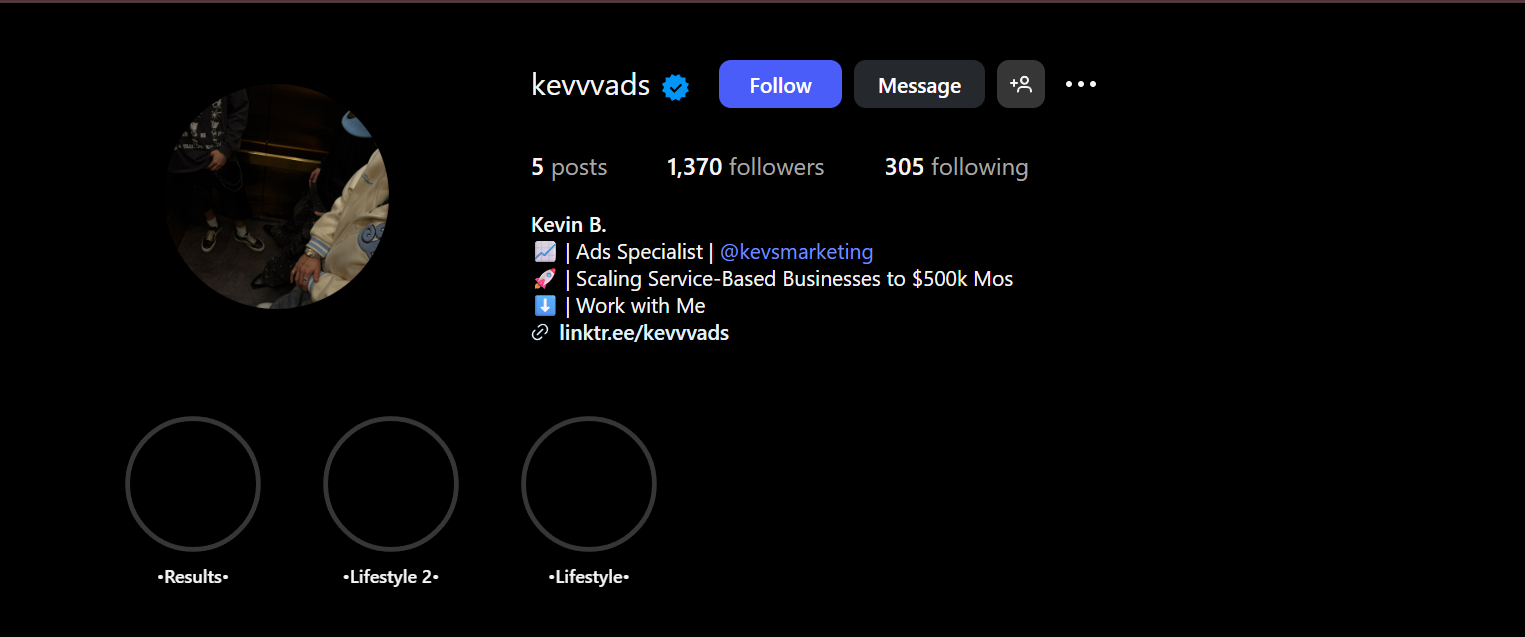 kevvvads Follow Message
5 posts 1,370 followers 305 following
Kevin B.
📈 | Ads Specialist | @kevsmarketing
🚀 | Scaling Service-Based Businesses to $500k Mos
⬇️ | Work with Me
linktr.ee/kevvvads
•Results• •Lifestyle 2• •Lifestyle•